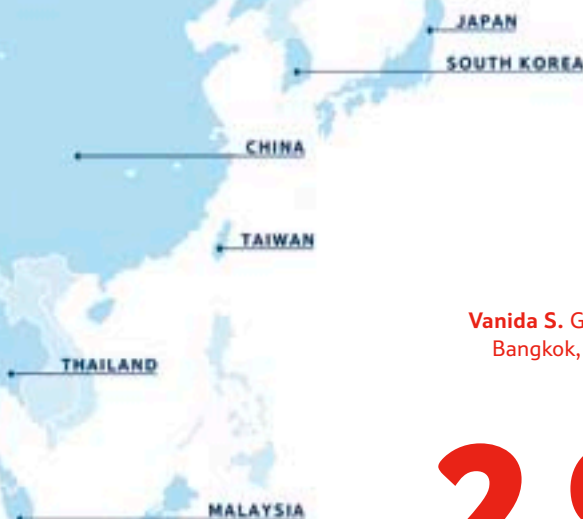 JAPAN
SOUTH KOREA
CHINA
TAIWAN
Vanida S.
Bangkok,
THAILAND
MALAYSIA